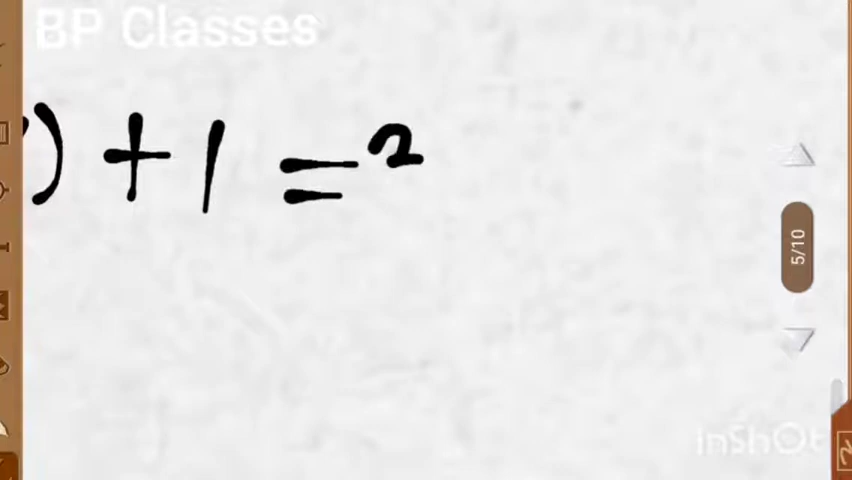 BP Classes
') + 1 = 2
5/10
InShOt